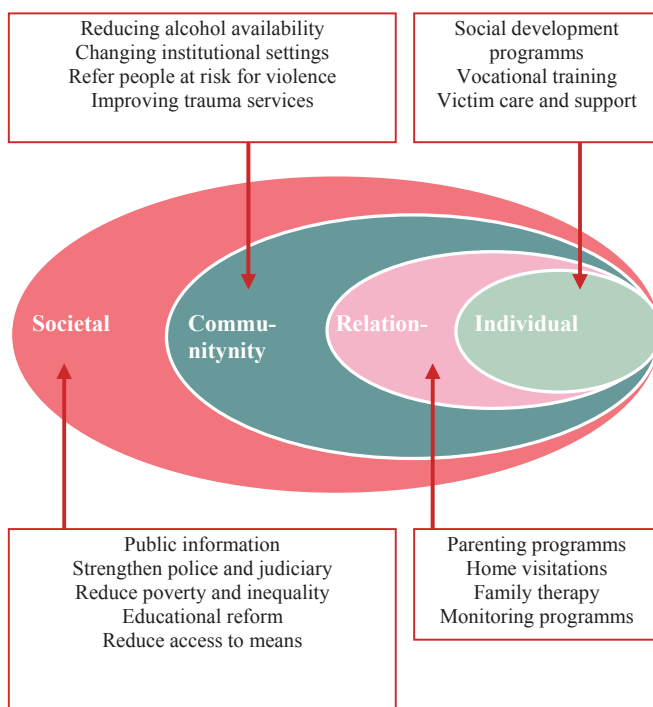 Reducing alcohol availability
Changing institutional settings
Refer people at risk for violence
Improving trauma services
Social development
programms
Vocational training
Victim care and support
Societal
Commu-
nitynity
Relation-
Individual
Public information
Strengthen police and judiciary
Reduce poverty and inequality
Educational reform
Reduce access to means
Parenting programms
Home visitations
Family therapy
Monitoring programms